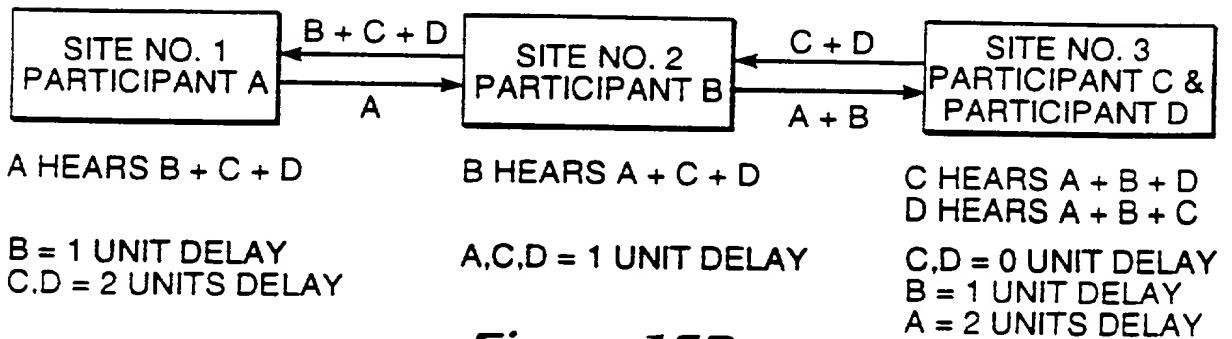 SITE NO. 1
PARTICIPANT A
B + C + D
A
SITE NO. 2
PARTICIPANT B
C + D
A + B
SITE NO. 3
PARTICIPANT C &
PARTICIPANT D
A HEARS B + C + D
B = 1 UNIT DELAY
C,D = 2 UNITS DELAY
B HEARS A + C + D
A,C,D = 1 UNIT DELAY
C HEARS A + B + D
D HEARS A + B + C
C,D = 0 UNIT DELAY
B = 1 UNIT DELAY
A = 2 UNITS DELAY